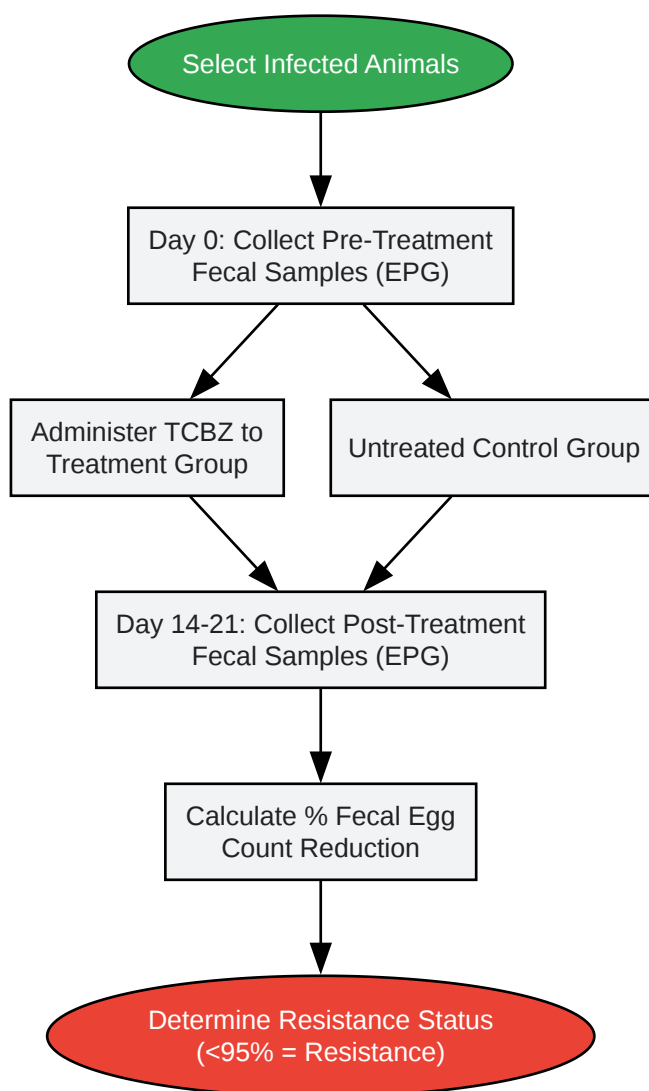 Select Infected Animals
Day 0: Collect Pre-Treatment
Fecal Samples (EPG)
Administer TCBZ to
Treatment Group
Untreated Control Group
Day 14-21: Collect Post-Treatment
Fecal Samples (EPG)
Calculate % Fecal Egg
Count Reduction
Determine Resistance Status
(<95% = Resistance)